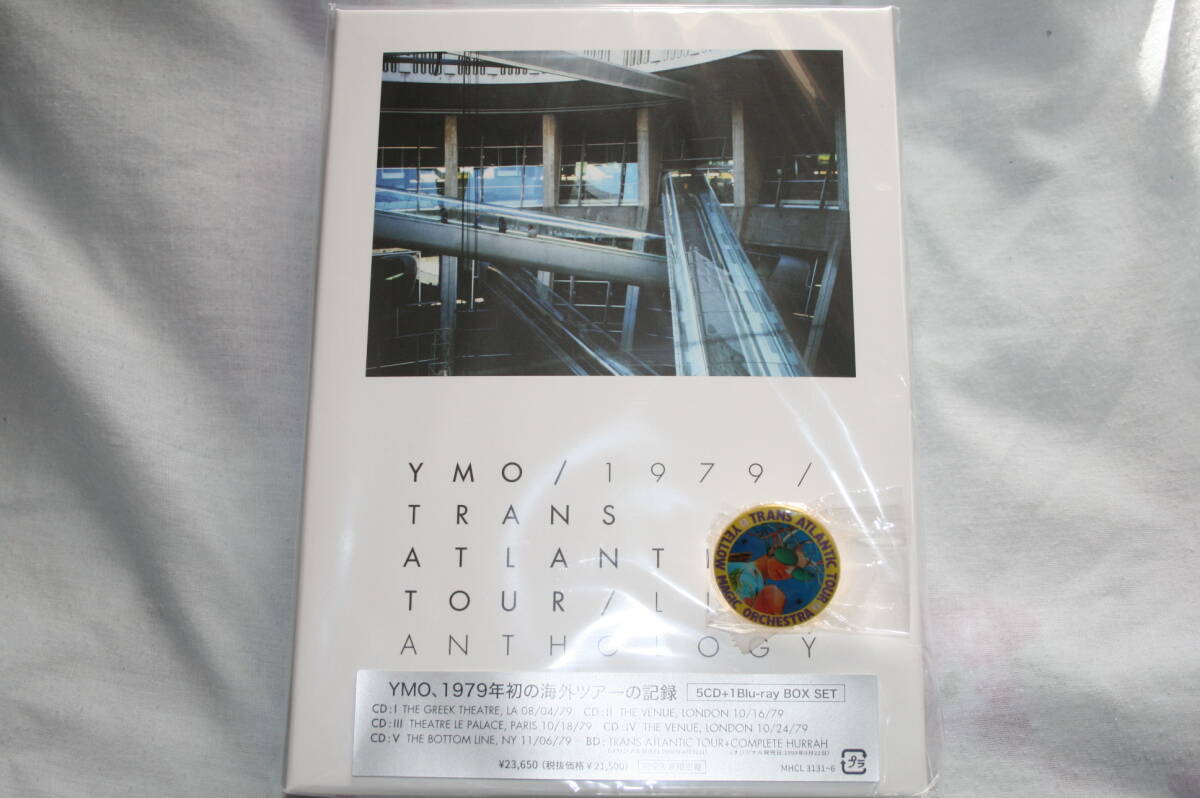 YMO/1979/
TRANS
ATLANTI
TOUR/LI
ANTHOLOGY
TRANS ATLANTIC TOUR
YELLOW MAGIC ORCHESTRA
YMO、1979年初の海外ツアーの記録 5CD+1Blu-ray BOX SET
CD:I THE GREEK THEATRE, LA 08/04/79 CD:II THE VENUE, LONDON 10/16/79
CD:III THEATRE LE PALACE, PARIS 10/18/79 CD:IV THE VENUE, LONDON 10/24/79
CD:V THE BOTTOM LINE, NY 11/06/79 BD: TRANS ATLANTIC TOUR+COMPLETE HURRAH
¥23,650 (税抜価格 ¥21,500) MHCL 3131~6 プラ